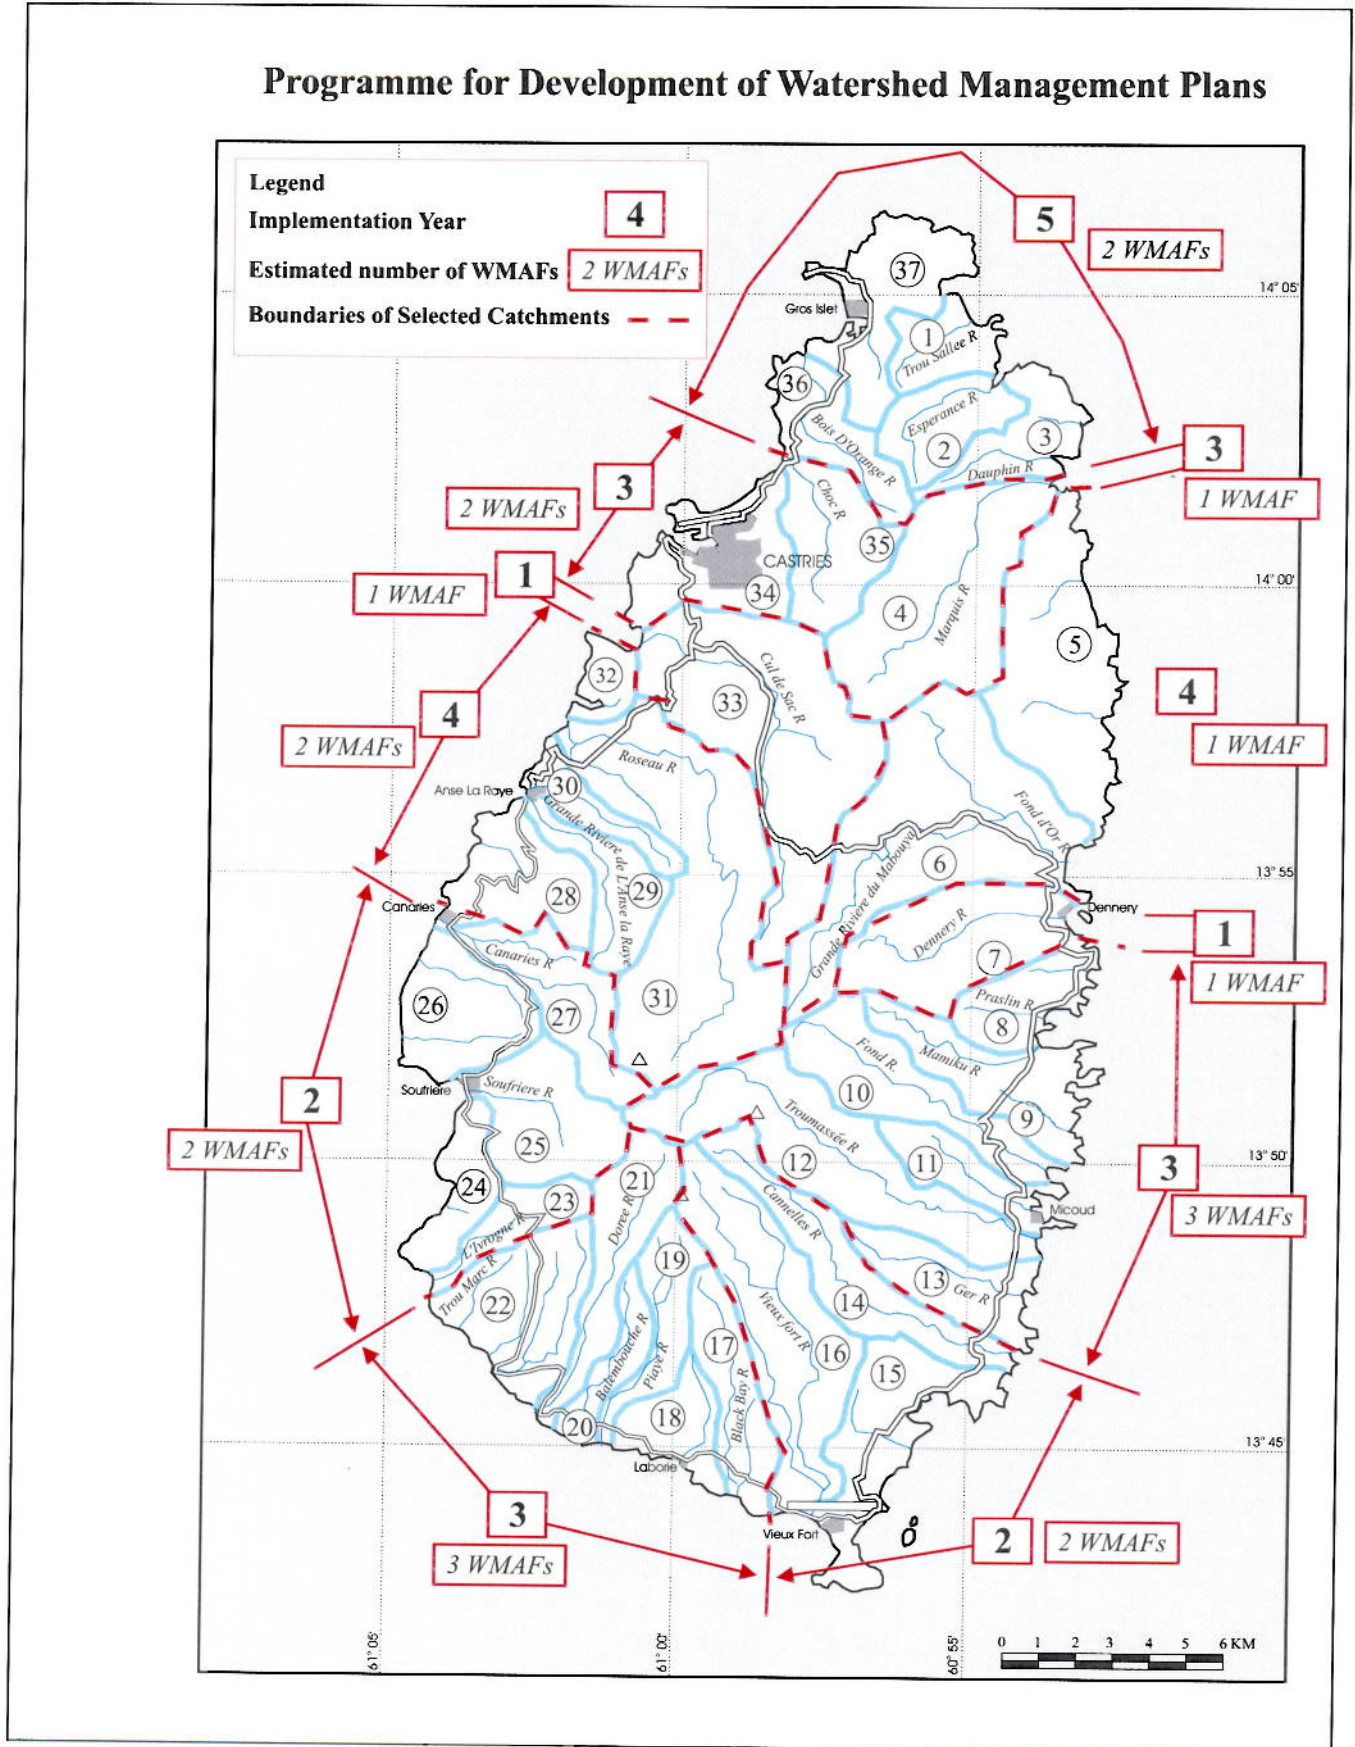 Programme for Development of Watershed Management Plans
Legend
Implementation Year 4
Estimated number of WMAFs 2 WMAFs
Boundaries of Selected Catchments
5
2 WMAFs
37
14° 05'
Gros Islet
1
Trou Sallee R
36
Esperance R
Bois D'Orange R
2
3
Dauphin R
3
1 WMAF
3
2 WMAFs
Choc R
35
CASTRIES
34
14° 00'
1
1 WMAF
4
Marquis R
5
32
33
Cul de Sac R
4
1 WMAF
4
2 WMAFs
Roseau R
Anse La Raye
30
Grande Riviere de L'Anse la Raye
Fond d'Or R
6
Grande Riviere du Mabouya
13° 55
28
29
Canaries
Dennery
Dennery R
1
1 WMAF
7
Canaries R
26
27
31
Praslin R
8
Fond R.
Mamiku R
Soufriere
Soufriere R
10
9
2
2 WMAFs
25
Troumassée R
12
11
13° 50
3
3 WMAFs
24
23
21
Doree R
Cannelles R
Micoud
L'Ivrogne R
19
13
Ger R
Trou Marc R
22
14
Vieux fort R
Balembouche R
Piaye R
17
16
15
Black Bay R
20
18
13° 45
Laborie
3
3 WMAFs
Vieux Fort
2
2 WMAFs
61° 05'
61° 00'
60° 55'
0 1 2 3 4 5 6 KM